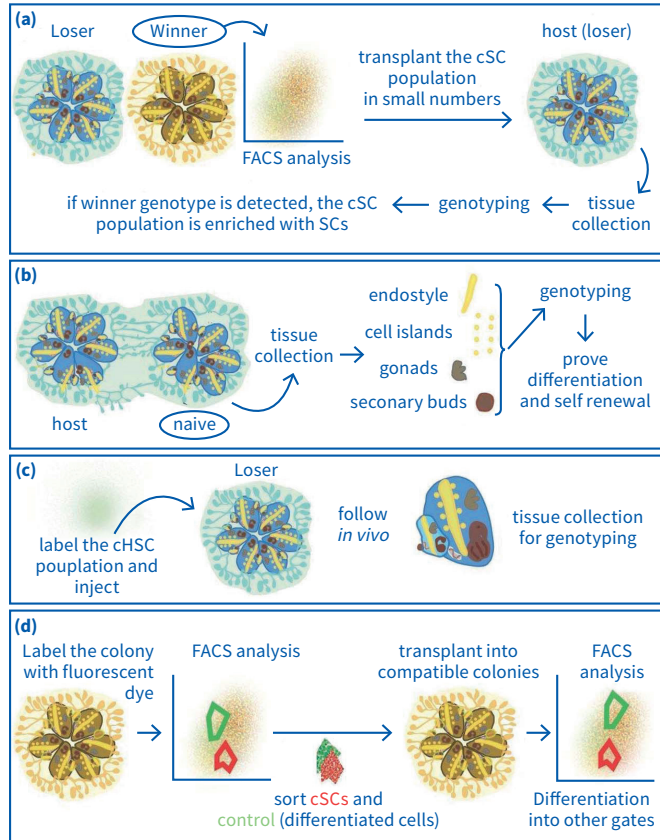 (a)
Loser
Winner
FACS analysis
transplant the cSC
population
in small numbers
host (loser)
tissue
collection
genotyping
if winner genotype is detected, the cSC
population is enriched with SCs
(b)
host
naive
tissue
collection
endostyle
cell islands
gonads
seconary buds
genotyping
prove
differentiation
and self renewal
(c)
label the cHSC
pouplation and
inject
Loser
follow
in vivo
tissue collection
for genotyping
(d)
Label the colony
with fluorescent
dye
FACS analysis
sort cSCs and
control (differentiated cells)
transplant into
compatible colonies
FACS
analysis
Differentiation
into other gates